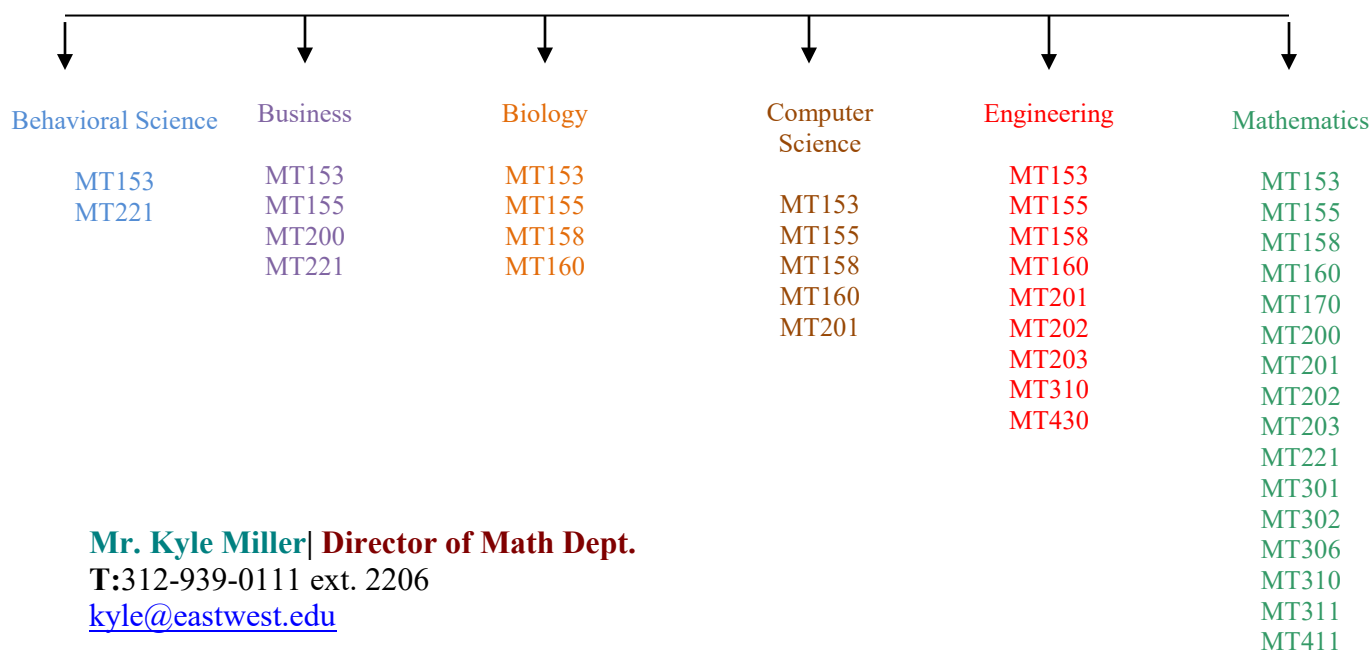 Behavioral Science
MT153
MT221
Business
MT153
MT155
MT200
MT221
Biology
MT153
MT155
MT158
MT160
Computer
Science
MT153
MT155
MT158
MT160
MT201
Engineering
MT153
MT155
MT158
MT160
MT201
MT202
MT203
MT310
MT430
Mathematics
MT153
MT155
MT158
MT160
MT170
MT200
MT201
MT202
MT203
MT221
MT301
MT302
MT306
MT310
MT311
MT411
Mr. Kyle Miller| Director of Math Dept.
T:312-939-0111 ext. 2206
kyle@eastwest.edu